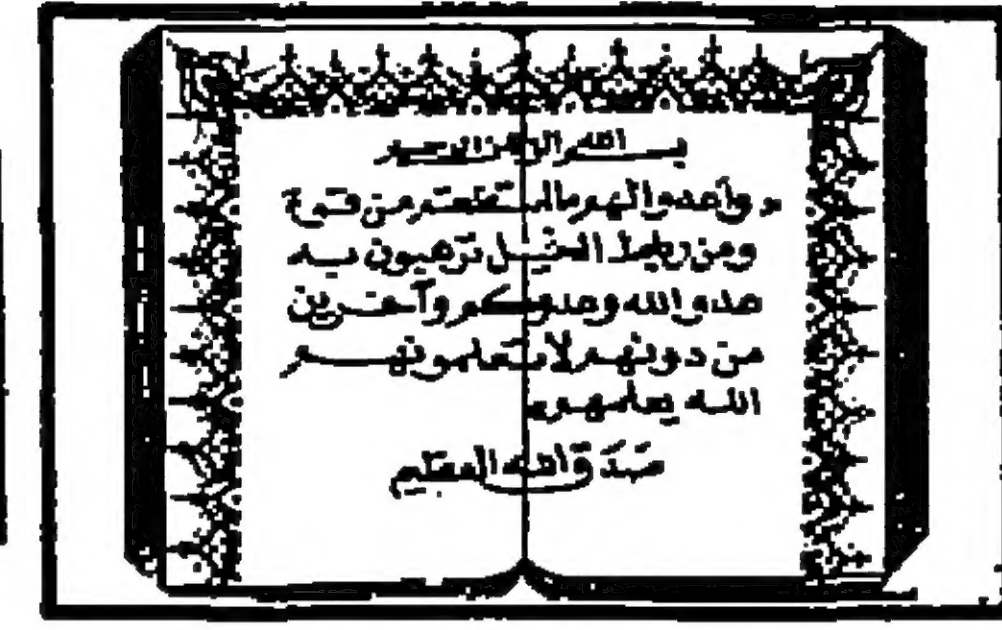 بسم الله الرحمن الرحيم
وأعدوا لهم ما استطعتم من قوة
ومن رباط الخيل ترهبون به
عدو الله وعدوكم وآخرين
من دونهم لا تعلمونهم
الله يعلمهم
صدق الله العظيم